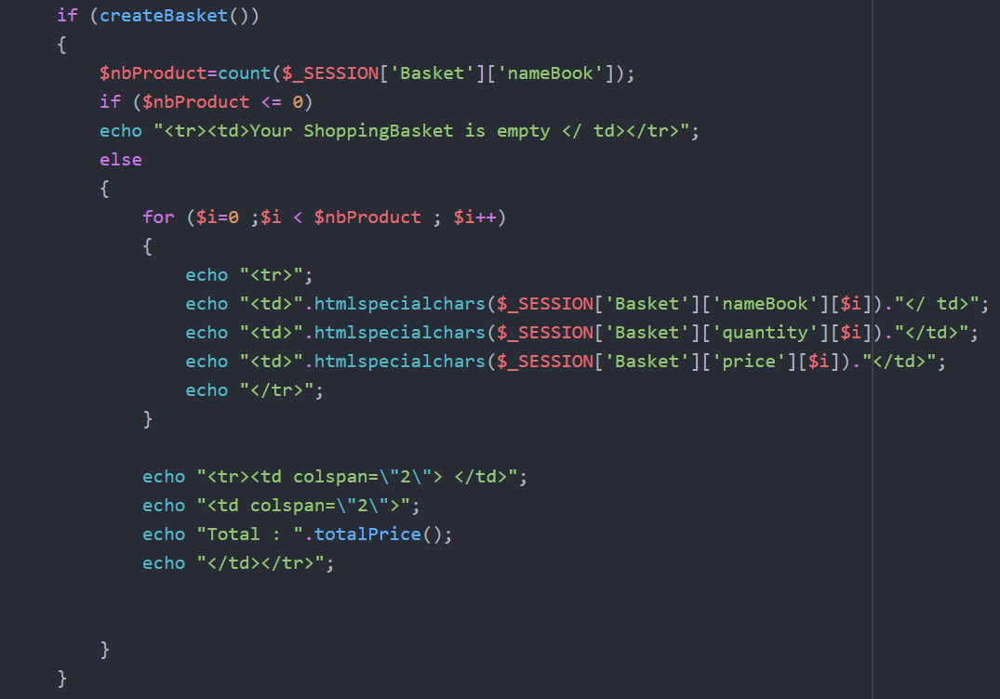 if (createBasket())
{
$nbProduct=count($_SESSION['Basket']['nameBook']);
if ($nbProduct <= 0)
echo "<tr><td>Your ShoppingBasket is empty </ td></tr>";
else
{
for ($i=0 ;$i < $nbProduct ; $i++)
{
echo "<tr>";
echo "<td>".htmlspecialchars($_SESSION['Basket']['nameBook'][$i])."</ td>";
echo "<td>".htmlspecialchars($_SESSION['Basket']['quantity'][$i])."</td>";
echo "<td>".htmlspecialchars($_SESSION['Basket']['price'][$i])."</td>";
echo "</tr>";
}
echo "<tr><td colspan=\"2\"> </td>";
echo "<td colspan=\"2\">";
echo "Total : ".totalPrice();
echo "</td></tr>";
}
}